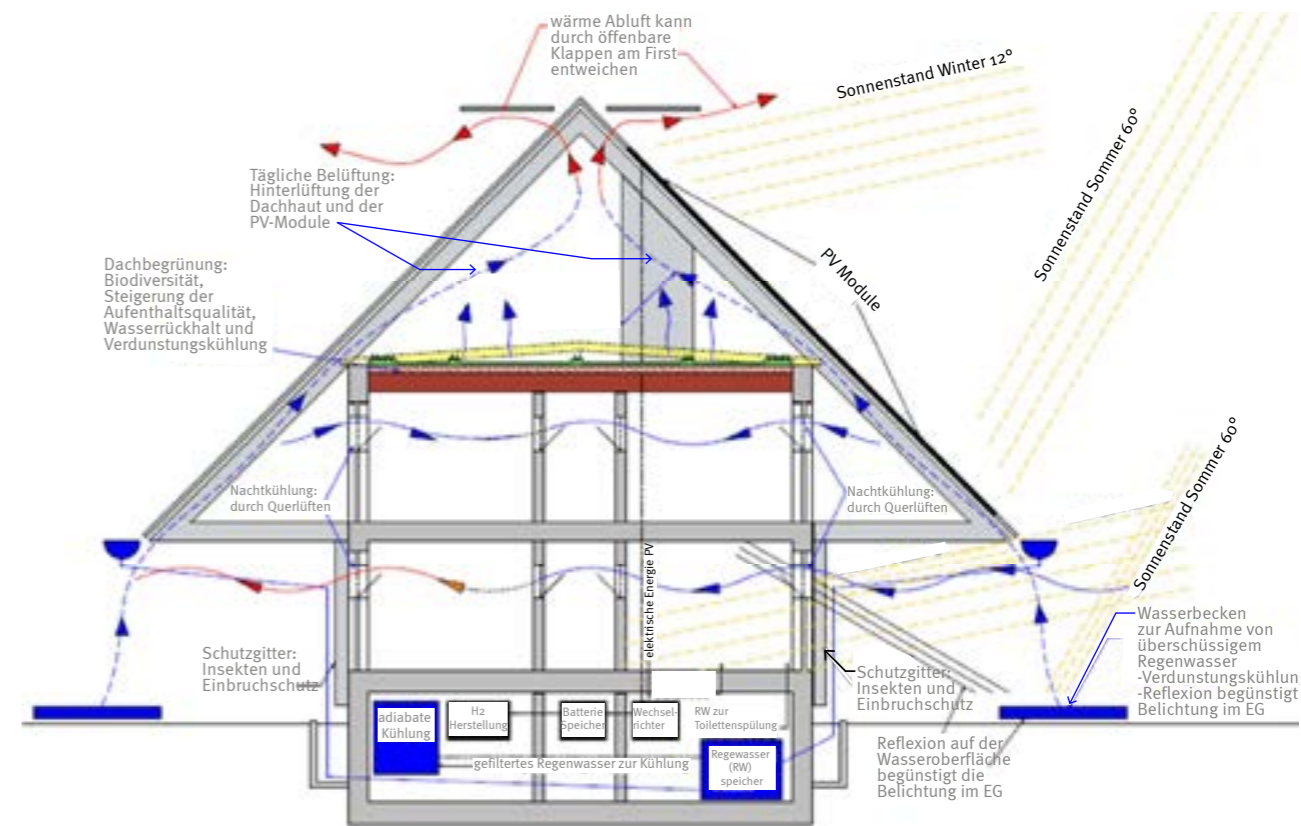 wärme Abluft kann
durch öffenbare
Klappen am First
entweichen
Sonnenstand Winter 12°
Sonnenstand Sommer 60°
Tägliche Belüftung:
Hinterlüftung der
Dachhaut und der
PV-Module
Dachbegrünung:
Biodiversität,
Steigerung der
Aufenthaltsqualität,
Wasserrückhalt und
Verdunstungskühlung
PV Module
Nachtkühlung:
durch Querlüften
Nachtkühlung:
durch Querlüften
Sonnenstand Sommer 60°
elektrische Energie PV
Schutzgitter:
Insekten und
Einbruchschutz
Schutzgitter:
Insekten und
Einbruchschutz
Wasserbecken
zur Aufnahme von
überschüssigem
Regenwasser
-Verdunstungskühlun
-Reflexion begünstigt
Belichtung im EG
adiabate
Kühlung
H2
Herstellung
Batterie
Speicher
Wechsel-
richter
RW zur
Toilettenspülung
gefiltertes Regenwasser zur Kühlung
Regewasser
(RW)
speicher
Reflexion auf der
Wasseroberfläche
begünstigt die
Belichtung im EG